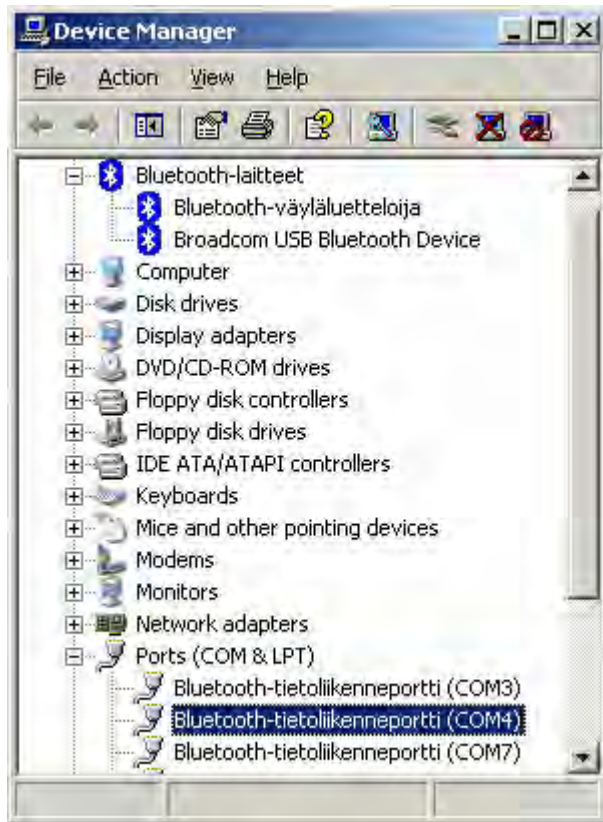 Device Manager
File Action View Help
Bluetooth-laitteet
Bluetooth-väyläluetteloija
Broadcom USB Bluetooth Device
Computer
Disk drives
Display adapters
DVD/CD-ROM drives
Floppy disk controllers
Floppy disk drives
IDE ATA/ATAPI controllers
Keyboards
Mice and other pointing devices
Modems
Monitors
Network adapters
Ports (COM & LPT)
Bluetooth-tietoliikenneportti (COM3)
Bluetooth-tietoliikenneportti (COM4)
Bluetooth-tietoliikenneportti (COM7)